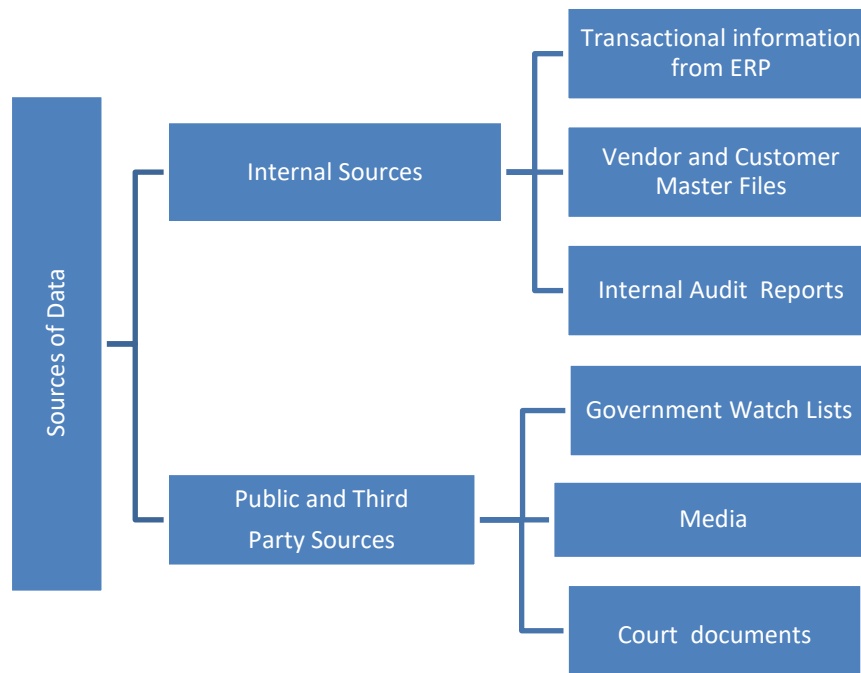 Sources of Data
Internal Sources
Transactional information
from ERP
Vendor and Customer
Master Files
Internal Audit Reports
Public and Third
Party Sources
Government Watch Lists
Media
Court documents